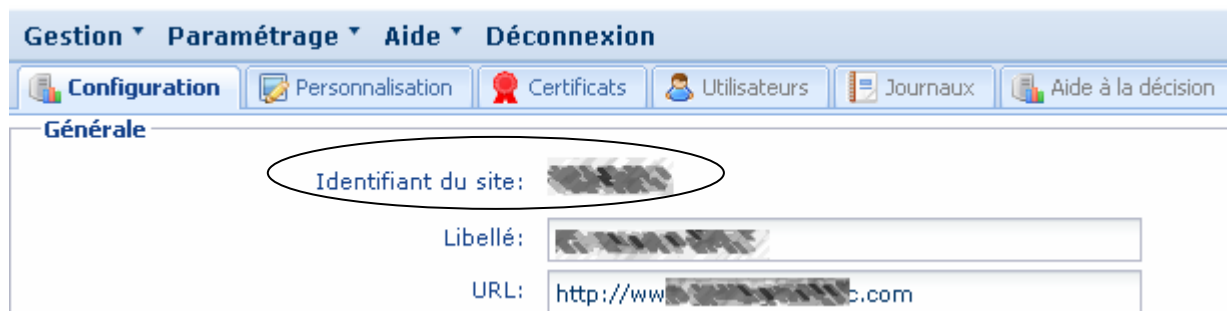 Gestion Paramétrage Aide Déconnexion
Configuration Personnalisation Certificats Utilisateurs Journaux Aide à la décision
Générale
Identifiant du site:
Libellé:
URL: http://ww c.com